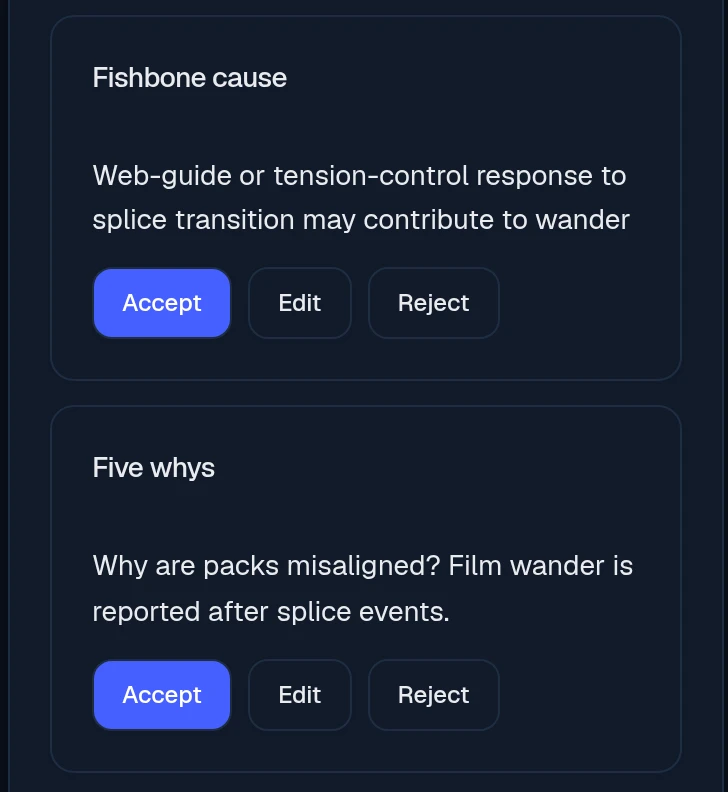 Fishbone cause
Web-guide or tension-control response to
splice transition may contribute to wander
Accept
Edit
Reject
Five whys
Why are packs misaligned? Film wander is
reported after splice events.
Accept
Edit
Reject